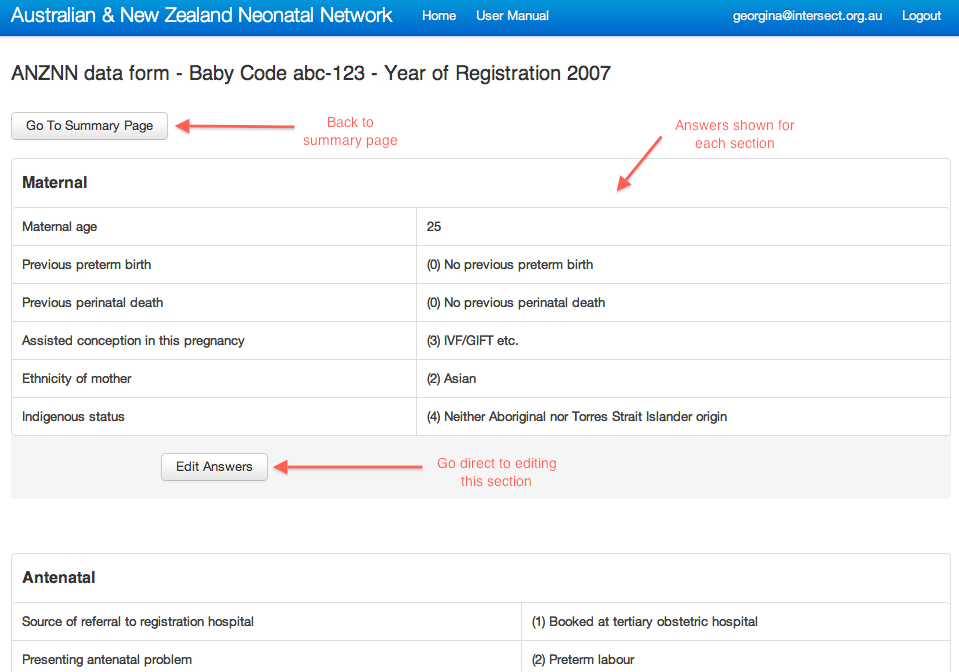 Australian & New Zealand Neonatal Network Home User Manual georgina@intersect.org.au Logout
ANZNN data form - Baby Code abc-123 - Year of Registration 2007
Go To Summary Page
Back to
summary page
Answers shown for
each section
Maternal
Maternal age 25
Previous preterm birth (0) No previous preterm birth
Previous perinatal death (0) No previous perinatal death
Assisted conception in this pregnancy (3) IVF/GIFT etc.
Ethnicity of mother (2) Asian
Indigenous status (4) Neither Aboriginal nor Torres Strait Islander origin
Edit Answers
Go direct to editing
this section
Antenatal
Source of referral to registration hospital (1) Booked at tertiary obstetric hospital
Presenting antenatal problem (2) Preterm labour